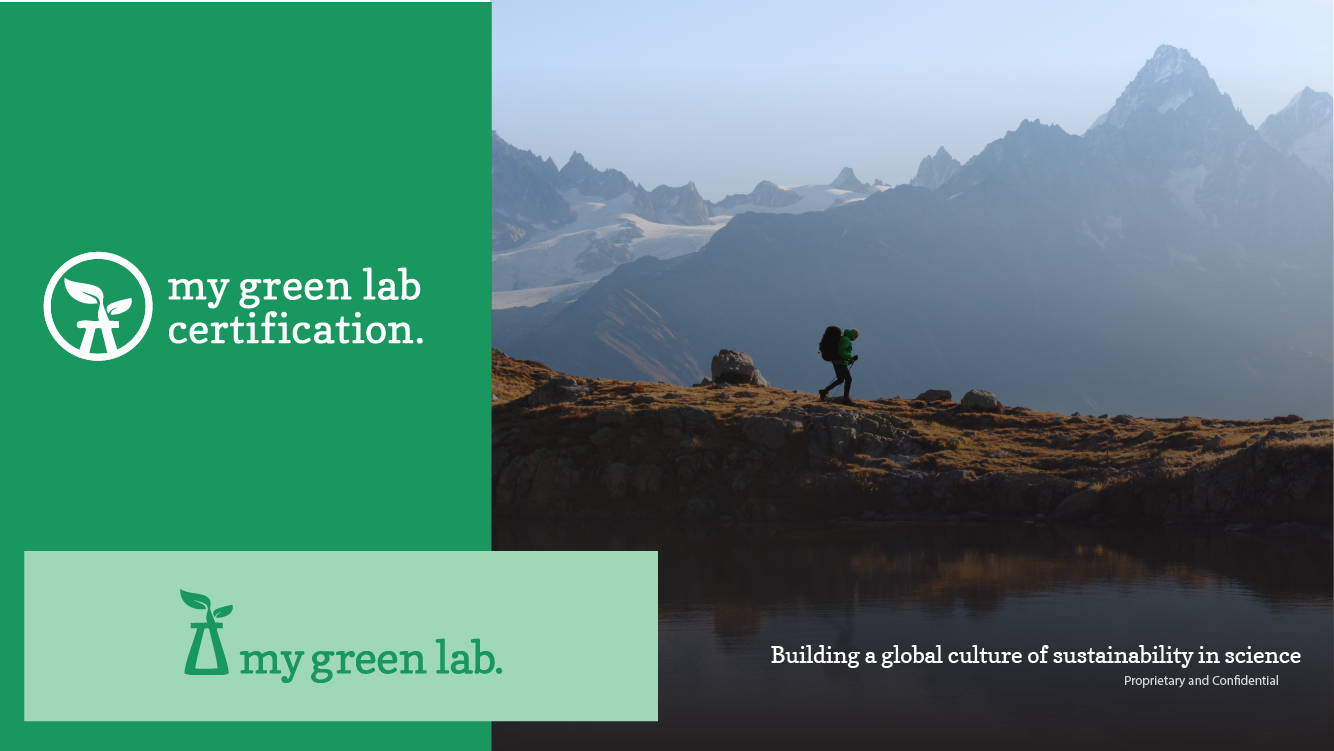 my green lab
certification.
my green lab.
Building a global culture of sustainability in science
Proprietary and Confidential